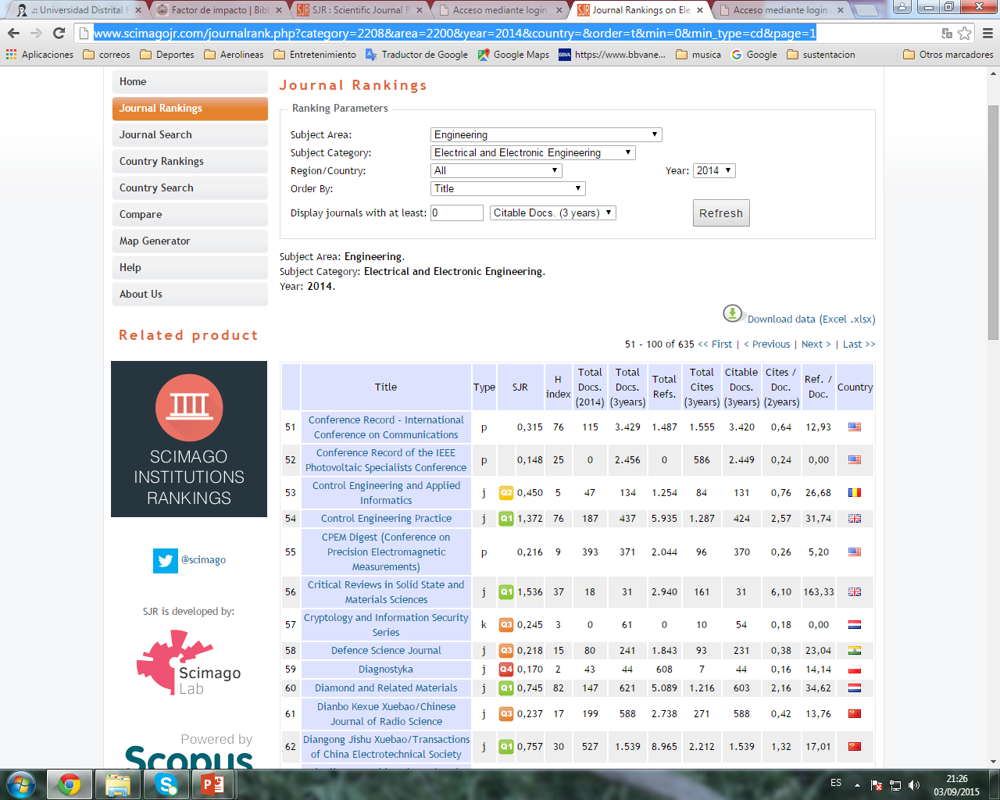 .:: Universidad Distrital F
Factor de impacto | Bibl
SJR : Scientific Journal R
Acceso mediante login
Journal Rankings on Ele
Acceso mediante login
www.scimagojr.com/journalrank.php?category=2208&area=2200&year=2014&country=&order=t&min=0&min_type=cd&page=1
Aplicaciones correos Deportes Aerolineas Entretenimiento Traductor de Google Google Maps BBVA https://www.bbvane... musica Google sustentacion Otros marcadores
Home
Journal Rankings
Journal Search
Country Rankings
Country Search
Compare
Map Generator
Help
About Us
Related product
SCIMAGO
INSTITUTIONS
RANKINGS
@scimago
SJR is developed by:
Scimago
Lab
Powered by
Scopus
Journal Rankings
Ranking Parameters
Subject Area: Engineering
Subject Category: Electrical and Electronic Engineering
Region/Country: All Year: 2014
Order By: Title
Display journals with at least: 0 Citable Docs. (3 years) Refresh
Subject Area: Engineering.
Subject Category: Electrical and Electronic Engineering.
Year: 2014.
Download data (Excel .xlsx)
51 - 100 of 635 << First | < Previous | Next > | Last >>
Title Type SJR H index Total Docs. (2014) Total Docs. (3years) Total Refs. Total Cites (3years) Citable Docs. (3years) Cites / Doc. (2years) Ref. / Doc. Country
51 Conference Record - International Conference on Communications p 0,315 76 115 3.429 1.487 1.555 3.420 0,64 12,93
52 Conference Record of the IEEE Photovoltaic Specialists Conference p 0,148 25 0 2.456 0 586 2.449 0,24 0,00
53 Control Engineering and Applied Informatics j Q2 0,450 5 47 134 1.254 84 131 0,76 26,68
54 Control Engineering Practice j Q1 1,372 76 187 437 5.935 1.287 424 2,57 31,74
55 CPEM Digest (Conference on Precision Electromagnetic Measurements) p 0,216 9 393 371 2.044 96 370 0,26 5,20
56 Critical Reviews in Solid State and Materials Sciences j Q1 1,536 37 18 31 2.940 161 31 6,10 163,33
57 Cryptology and Information Security Series k Q3 0,245 3 0 61 0 10 54 0,18 0,00
58 Defence Science Journal j Q3 0,218 15 80 241 1.843 93 231 0,38 23,04
59 Diagnostyka j Q4 0,170 2 43 44 608 7 44 0,16 14,14
60 Diamond and Related Materials j Q1 0,745 82 147 621 5.089 1.216 603 2,16 34,62
61 Dianbo Kexue Xuebao/Chinese Journal of Radio Science j Q3 0,237 17 199 588 2.738 271 588 0,42 13,76
62 Diangong Jishu Xuebao/Transactions of China Electrotechnical Society j Q1 0,757 30 527 1.539 8.965 2.212 1.539 1,32 17,01
ES
21:26
03/09/2015